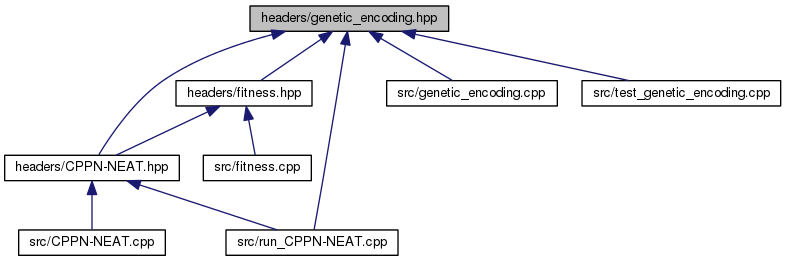 headers/genetic_encoding.hpp
headers/fitness.hpp
src/genetic_encoding.cpp
src/test_genetic_encoding.cpp
headers/CPPN-NEAT.hpp
src/fitness.cpp
src/CPPN-NEAT.cpp
src/run_CPPN-NEAT.cpp